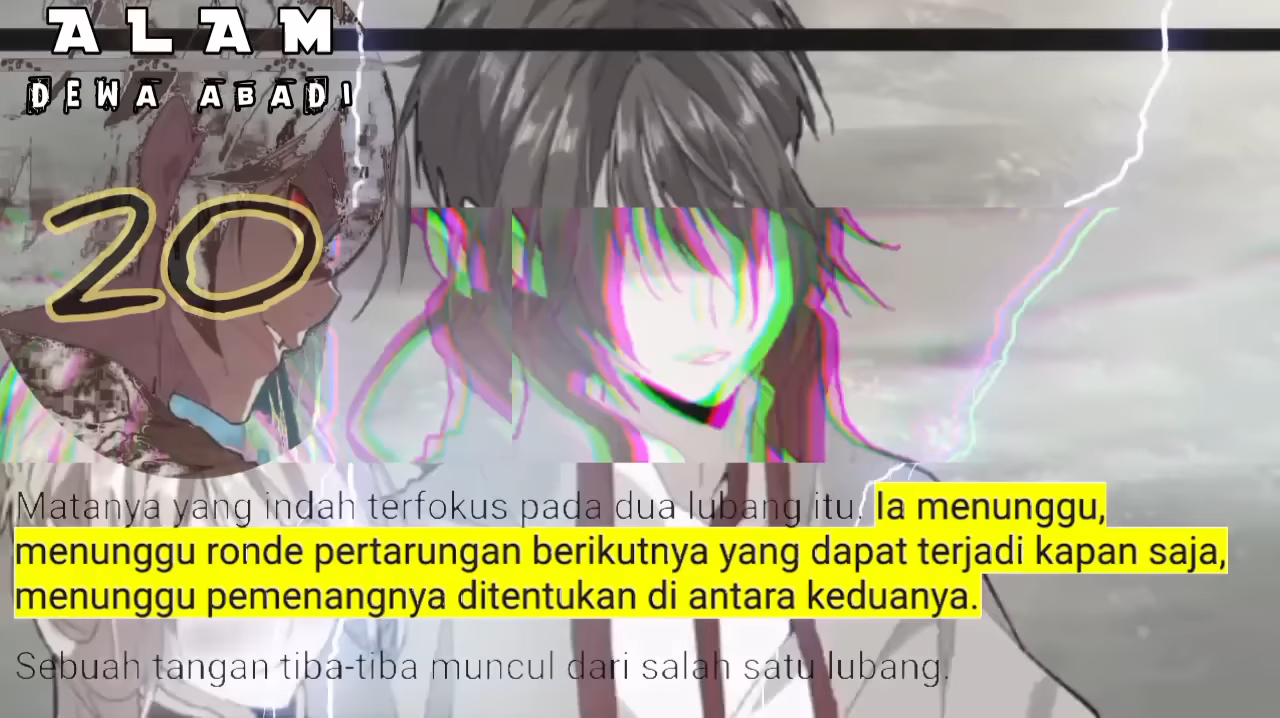 ALAM
DEWA ABADI
20
Matanya yang indah terfokus pada dua lubang itu. Ia menunggu,
menunggu ronde pertarungan berikutnya yang dapat terjadi kapan saja,
menunggu pemenangnya ditentukan di antara keduanya.
Sebuah tangan tiba-tiba muncul dari salah satu lubang.